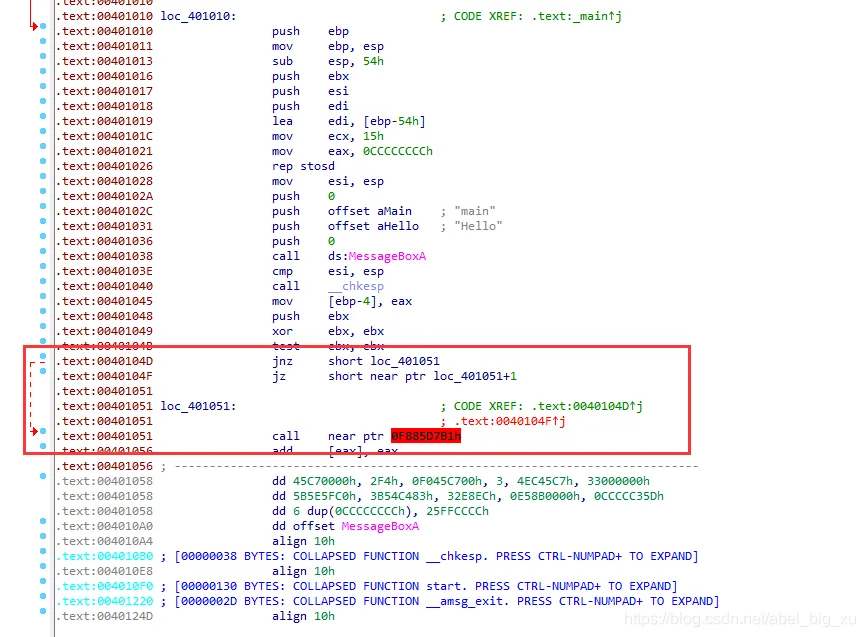 .text:00401010
.text:00401010 loc_401010: ; CODE XREF: .text:_main↑j
.text:00401010 push ebp
.text:00401011 mov ebp, esp
.text:00401013 sub esp, 54h
.text:00401016 push ebx
.text:00401017 push esi
.text:00401018 push edi
.text:00401019 lea edi, [ebp-54h]
.text:0040101C mov ecx, 15h
.text:00401021 mov eax, 0CCCCCCCCh
.text:00401026 rep stosd
.text:00401028 mov esi, esp
.text:0040102A push 0
.text:0040102C push offset aMain ; "main"
.text:00401031 push offset aHello ; "Hello"
.text:00401036 push 0
.text:00401038 call ds:MessageBoxA
.text:0040103E cmp esi, esp
.text:00401040 call __chkesp
.text:00401045 mov [ebp-4], eax
.text:00401048 push ebx
.text:00401049 xor ebx, ebx
.text:0040104B test ebx, ebx
.text:0040104D jnz short loc_401051
.text:0040104F jz short near ptr loc_401051+1
.text:00401051
.text:00401051 loc_401051: ; CODE XREF: .text:0040104D↑j
.text:00401051 ; .text:0040104F↑j
.text:00401051 call near ptr 0F885D7B1h
.text:00401056 add [eax], eax
.text:00401056 ; ---------------------------------------------------------------------------
.text:00401058 dd 45C70000h, 2F4h, 0F045C700h, 3, 4EC45C7h, 33000000h
.text:00401058 dd 5B5E5FC0h, 3B54C483h, 32E8ECh, 0E58B0000h, 0CCCCC35Dh
.text:00401058 dd 6 dup(0CCCCCCCCh), 25FFCCCCh
.text:004010A0 dd offset MessageBoxA
.text:004010A4 align 10h
.text:004010B0 ; [00000038 BYTES: COLLAPSED FUNCTION __chkesp. PRESS CTRL-NUMPAD+ TO EXPAND]
.text:004010E8 align 10h
.text:004010F0 ; [00000130 BYTES: COLLAPSED FUNCTION start. PRESS CTRL-NUMPAD+ TO EXPAND]
.text:00401220 ; [0000002D BYTES: COLLAPSED FUNCTION __amsg_exit. PRESS CTRL-NUMPAD+ TO EXPAND]
.text:0040124D align 10h
https://blog.csdn.net/abel_big_xu